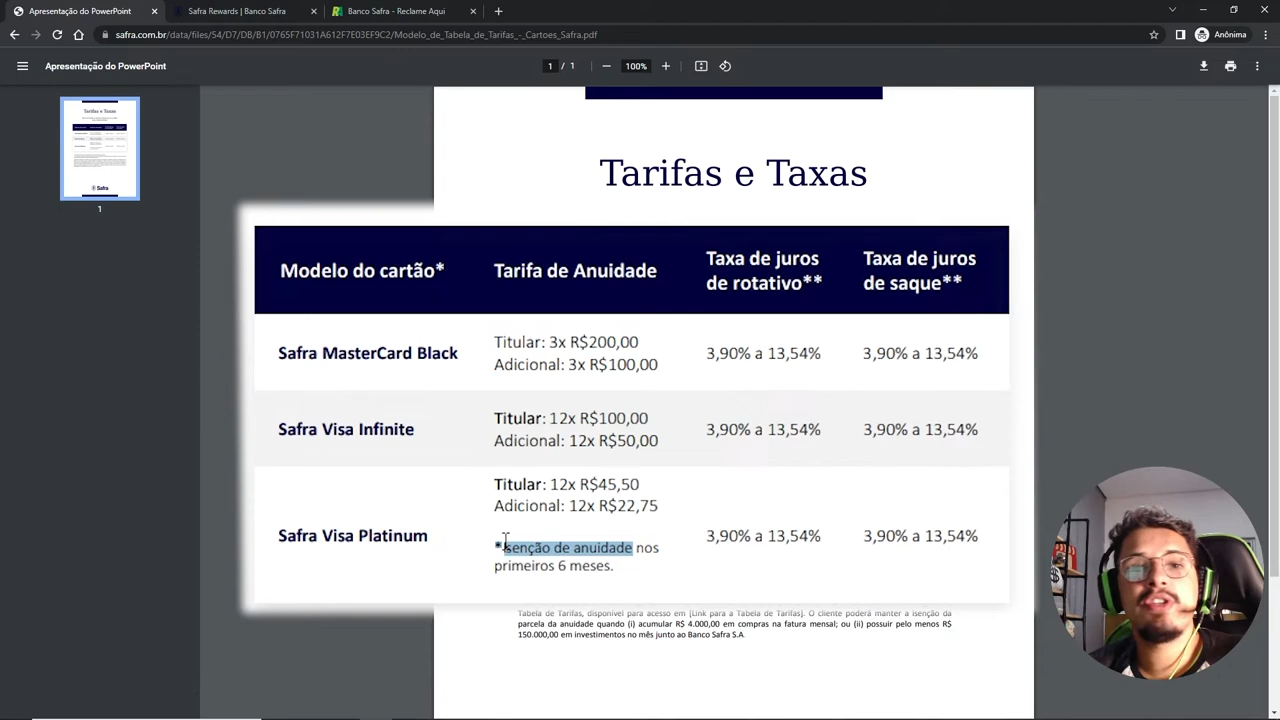 Apresentação do PowerPoint
Safra Rewards | Banco Safra
Banco Safra - Reclame Aqui
safra.com.br/data/files/S4/D7/DB/B1/0765F71031A612F7E03EF9C2/Modelo_de_Tabela_de_Tarifas_-_Cartoes_Safra.pdf
Anônima
Apresentação do PowerPoint
1 / 1
100%
Tarifas e Taxas
Safra
1
Tarifas e Taxas
Modelo do cartão*
Tarifa de Anuidade
Taxa de juros
de rotativo**
Taxa de juros
de saque**
Safra MasterCard Black
Titular: 3x R$200,00
Adicional: 3x R$100,00
3,90% a 13,54%
3,90% a 13,54%
Safra Visa Infinite
Titular: 12x R$100,00
Adicional: 12x R$50,00
3,90% a 13,54%
3,90% a 13,54%
Safra Visa Platinum
Titular: 12x R$45,50
Adicional: 12x R$22,75
*Isenção de anuidade nos
primeiros 6 meses.
3,90% a 13,54%
3,90% a 13,54%
Tabela de Tarifas, disponível para acesso em [Link para a Tabela de Tarifas]. O cliente poderá manter a isenção da
parcela da anuidade quando (i) acumular R$ 4.000,00 em compras na fatura mensal; ou (ii) possuir pelo menos R$
150.000,00 em investimentos no mês junto ao Banco Safra S.A.